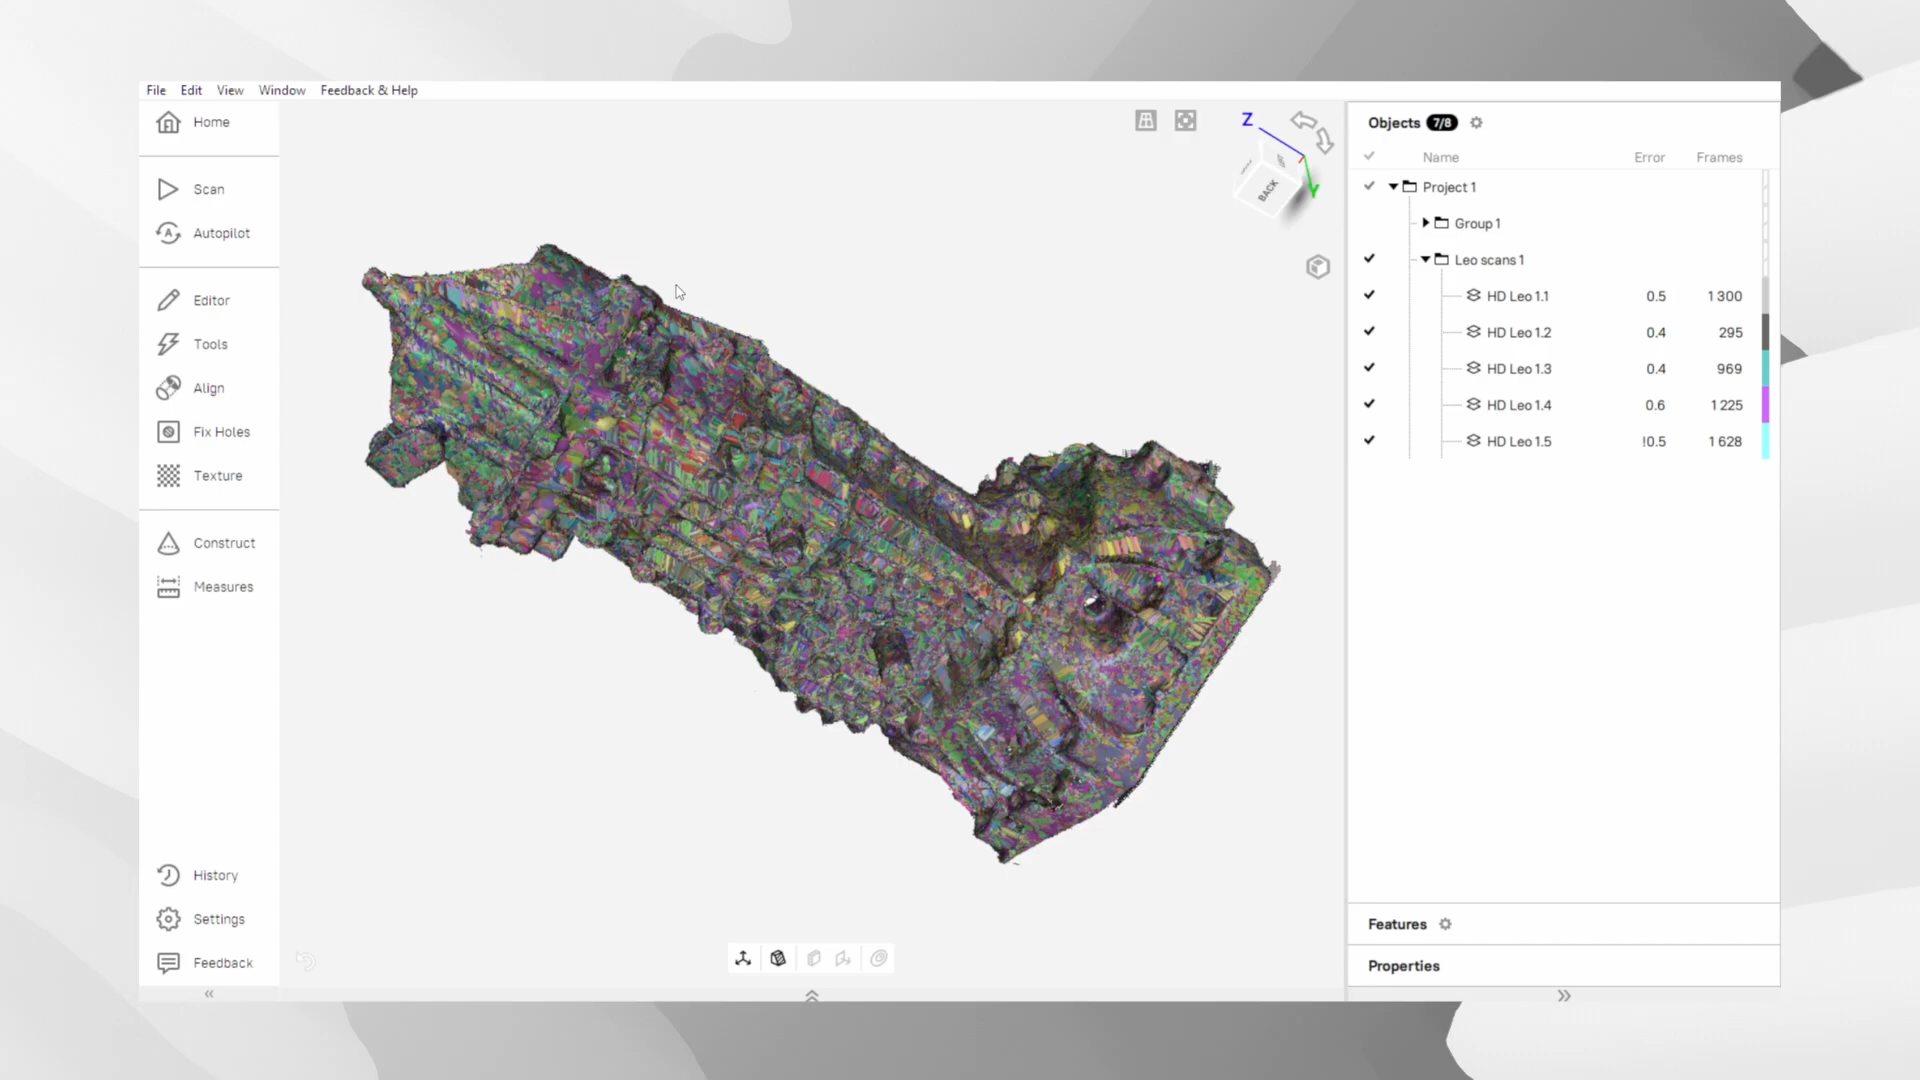 File Edit View Window Feedback & Help
Home
Scan
Autopilot
Editor
Tools
Align
Fix Holes
Texture
Construct
Measures
History
Settings
Feedback
Z
Y
BACK
Objects 7/8
Name Error Frames
Project 1
Group 1
Leo scans 1
HD Leo 1.1 0.5 1 300
HD Leo 1.2 0.4 295
HD Leo 1.3 0.4 969
HD Leo 1.4 0.6 1 225
HD Leo 1.5 !0.5 1 628
Features
Properties